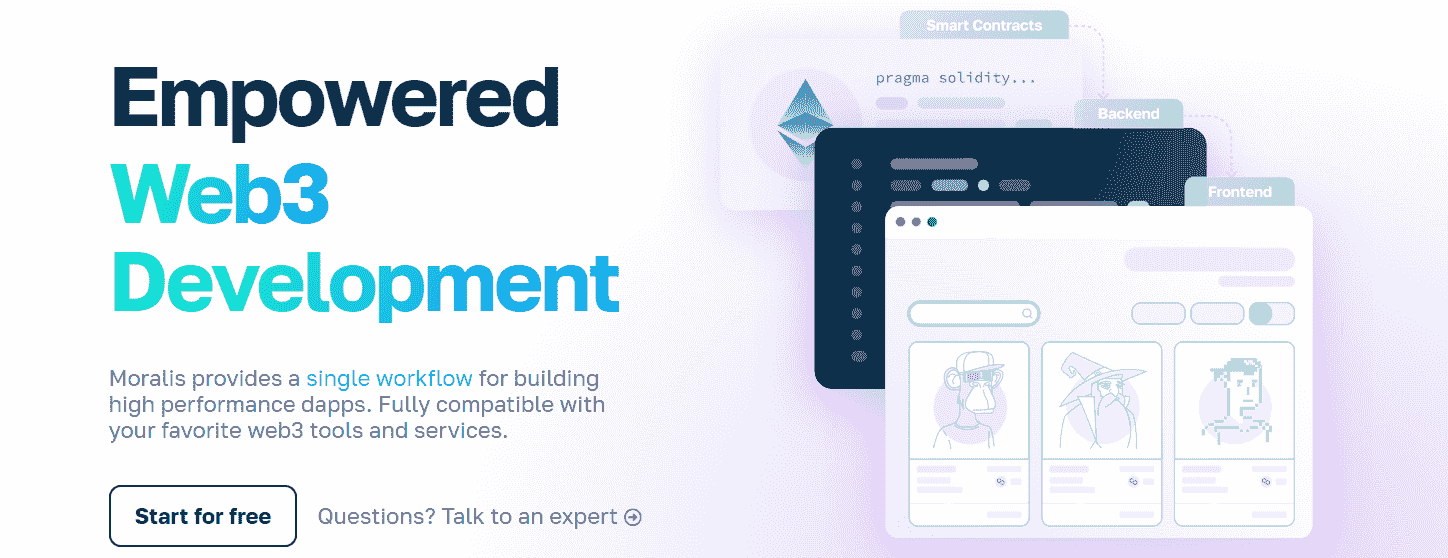 Empowered
Web3
Development
Moralis provides a single workflow for building
high performance dapps. Fully compatible with
your favorite web3 tools and services.
Start for free
Questions? Talk to an expert
Smart Contracts
pragma solidity...
Backend
Frontend